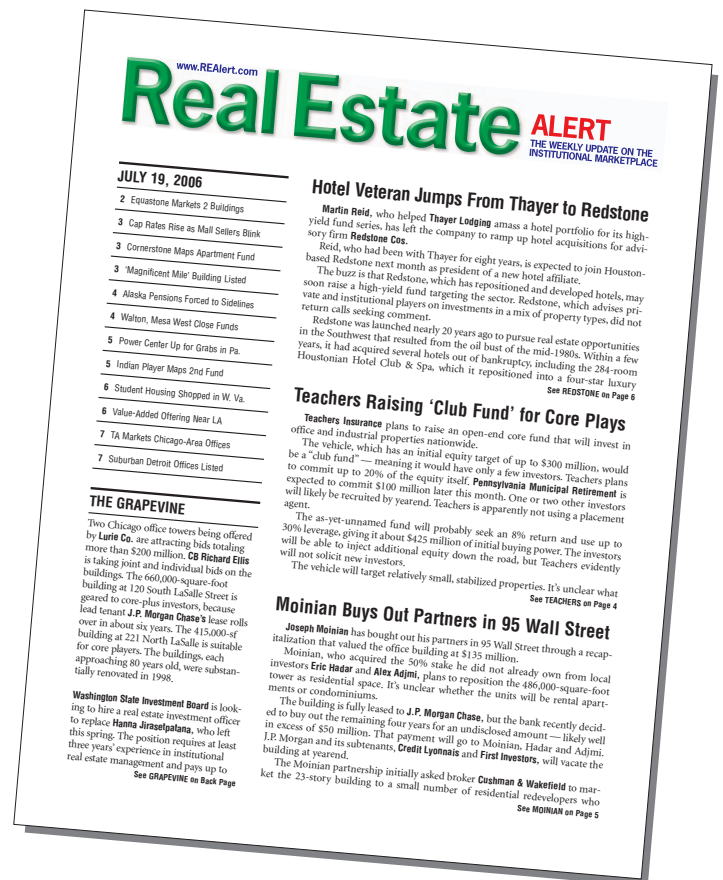 www.REAlert.com
Real Estate
ALERT
THE WEEKLY UPDATE ON THE
INSTITUTIONAL MARKETPLACE
JULY 19, 2006
2 Equastone Markets 2 Buildings
3 Cap Rates Rise as Mall Sellers Blink
3 Cornerstone Maps Apartment Fund
3 'Magnificent Mile' Building Listed
4 Alaska Pensions Forced to Sidelines
4 Walton, Mesa West Close Funds
5 Power Center Up for Grabs in Pa.
5 Indian Player Maps 2nd Fund
6 Student Housing Shopped in W. Va.
6 Value-Added Offering Near LA
7 TA Markets Chicago-Area Offices
7 Suburban Detroit Offices Listed
THE GRAPEVINE
Two Chicago office towers being offered
by Lurie Co. are attracting bids totaling
more than $200 million. CB Richard Ellis
is taking joint and individual bids on the
buildings. The 660,000-square-foot
building at 120 South LaSalle Street is
geared to core-plus investors, because
lead tenant J.P. Morgan Chase's lease rolls
over in about six years. The 415,000-sf
building at 221 North LaSalle is suitable
for core players. The buildings, each
approaching 80 years old, were substan-
tially renovated in 1998.
Washington State Investment Board is look-
ing to hire a real estate investment officer
to replace Hanna Jirasetpatana, who left
this spring. The position requires at least
three years' experience in institutional
real estate management and pays up to
See GRAPEVINE on Back Page
Hotel Veteran Jumps From Thayer to Redstone
Martin Reid, who helped Thayer Lodging amass a hotel portfolio for its high-
yield fund series, has left the company to ramp up hotel acquisitions for advi-
sory firm Redstone Cos.
Reid, who had been with Thayer for eight years, is expected to join Houston-
based Redstone next month as president of a new hotel affiliate.
The buzz is that Redstone, which has repositioned and developed hotels, may
soon raise a high-yield fund targeting the sector. Redstone, which advises pri-
vate and institutional players on investments in a mix of property types, did not
return calls seeking comment.
Redstone was launched nearly 20 years ago to pursue real estate opportunities
in the Southwest that resulted from the oil bust of the mid-1980s. Within a few
years, it had acquired several hotels out of bankruptcy, including the 284-room
Houstonian Hotel Club & Spa, which it repositioned into a four-star luxury
See REDSTONE on Page 6
Teachers Raising 'Club Fund' for Core Plays
Teachers Insurance plans to raise an open-end core fund that will invest in
office and industrial properties nationwide.
The vehicle, which has an initial equity target of up to $300 million, would
be a "club fund" — meaning it would have only a few investors. Teachers plans
to commit up to 20% of the equity itself. Pennsylvania Municipal Retirement is
expected to commit $100 million later this month. One or two other investors
will likely be recruited by yearend. Teachers is apparently not using a placement
agent.
The as-yet-unnamed fund will probably seek an 8% return and use up to
30% leverage, giving it about $425 million of initial buying power. The investors
will be able to inject additional equity down the road, but Teachers evidently
will not solicit new investors.
The vehicle will target relatively small, stabilized properties. It's unclear what
See TEACHERS on Page 4
Moinian Buys Out Partners in 95 Wall Street
Joseph Moinian has bought out his partners in 95 Wall Street through a recap-
italization that valued the office building at $135 million.
Moinian, who acquired the 50% stake he did not already own from local
investors Eric Hadar and Alex Adjmi, plans to reposition the 486,000-square-foot
tower as residential space. It's unclear whether the units will be rental apart-
ments or condominiums.
The building is fully leased to J.P. Morgan Chase, but the bank recently decid-
ed to buy out the remaining four years for an undisclosed amount — likely well
in excess of $50 million. That payment will go to Moinian, Hadar and Adjmi.
J.P. Morgan and its subtenants, Credit Lyonnais and First Investors, will vacate the
building at yearend.
The Moinian partnership initially asked broker Cushman & Wakefield to mar-
ket the 23-story building to a small number of residential redevelopers who
See MOINIAN on Page 5